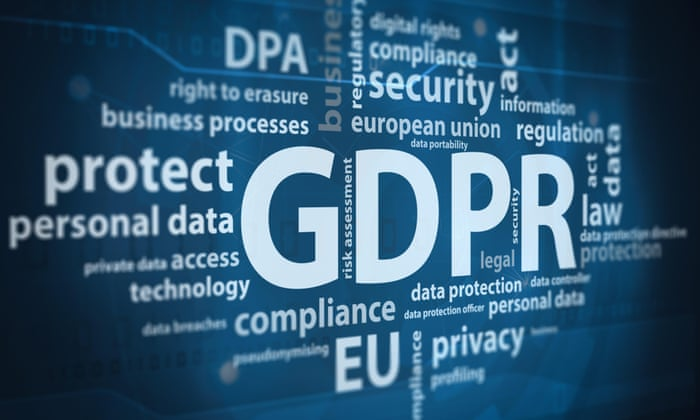 digital rights
act
DPA
business
regulatory
compliance
right to erasure
security
information
business processes
european union
regulation
data portability
protect
GDPR
risk assessment
security
act
data
personal data
law
data protection directive
private data
access
legal
protection
technology
data protection
data controller
compliance
data protection officer
personal data
data breaches
business
pseudonymising
EU
compliance
privacy
profiling